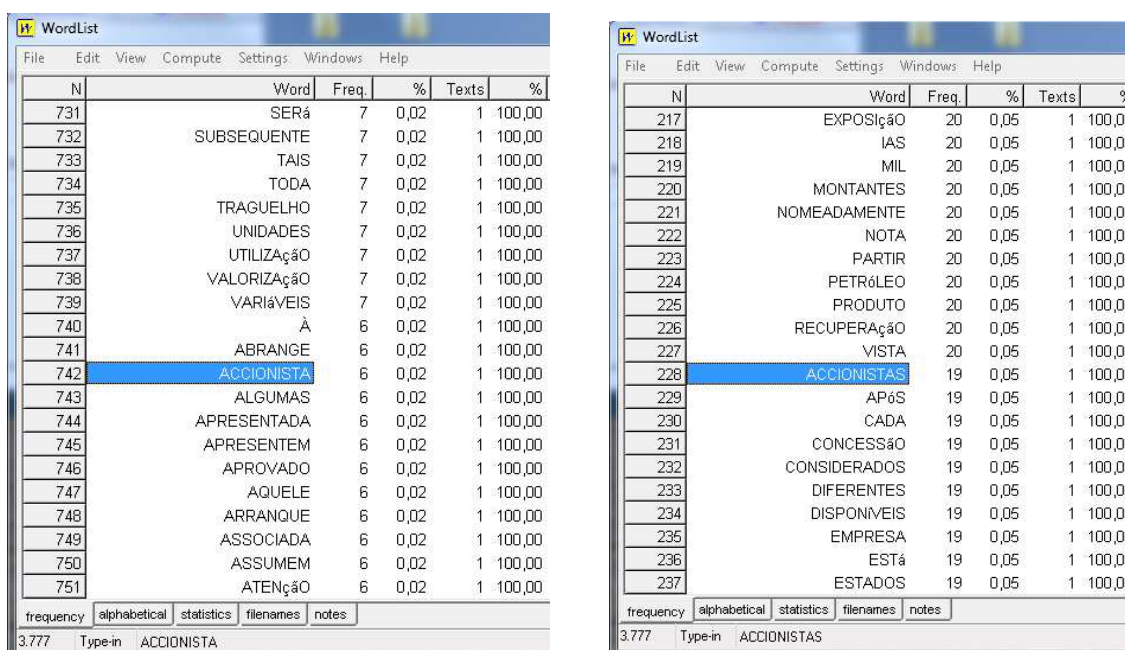 WordList
File Edit View Compute Settings Windows Help
N Word Freq. % Texts %
731 SERá 7 0,02 1 100,00
732 SUBSEQUENTE 7 0,02 1 100,00
733 TAIS 7 0,02 1 100,00
734 TODA 7 0,02 1 100,00
735 TRAGUELHO 7 0,02 1 100,00
736 UNIDADES 7 0,02 1 100,00
737 UTILIZAçãO 7 0,02 1 100,00
738 VALORIZAçãO 7 0,02 1 100,00
739 VARIáVEIS 7 0,02 1 100,00
740 À 6 0,02 1 100,00
741 ABRANGE 6 0,02 1 100,00
742 ACCIONISTA 6 0,02 1 100,00
743 ALGUMAS 6 0,02 1 100,00
744 APRESENTADA 6 0,02 1 100,00
745 APRESENTEM 6 0,02 1 100,00
746 APROVADO 6 0,02 1 100,00
747 AQUELE 6 0,02 1 100,00
748 ARRANQUE 6 0,02 1 100,00
749 ASSOCIADA 6 0,02 1 100,00
750 ASSUMEM 6 0,02 1 100,00
751 ATENçãO 6 0,02 1 100,00
frequency alphabetical statistics filenames notes
3.777 Type-in ACCIONISTA
WordList
File Edit View Compute Settings Windows Help
N Word Freq. % Texts %
217 EXPOSIçãO 20 0,05 1 100,0
218 IAS 20 0,05 1 100,0
219 MIL 20 0,05 1 100,0
220 MONTANTES 20 0,05 1 100,0
221 NOMEADAMENTE 20 0,05 1 100,0
222 NOTA 20 0,05 1 100,0
223 PARTIR 20 0,05 1 100,0
224 PETRóLEO 20 0,05 1 100,0
225 PRODUTO 20 0,05 1 100,0
226 RECUPERAçãO 20 0,05 1 100,0
227 VISTA 20 0,05 1 100,0
228 ACCIONISTAS 19 0,05 1 100,0
229 APóS 19 0,05 1 100,0
230 CADA 19 0,05 1 100,0
231 CONCESSãO 19 0,05 1 100,0
232 CONSIDERADOS 19 0,05 1 100,0
233 DIFERENTES 19 0,05 1 100,0
234 DISPONíVEIS 19 0,05 1 100,0
235 EMPRESA 19 0,05 1 100,0
236 ESTá 19 0,05 1 100,0
237 ESTADOS 19 0,05 1 100,0
frequency alphabetical statistics filenames notes
3.777 Type-in ACCIONISTAS